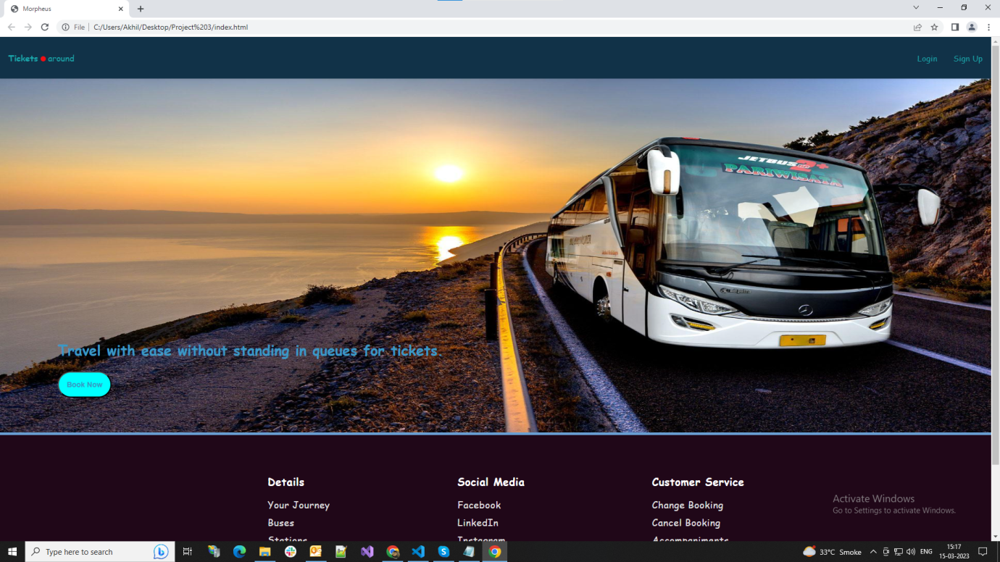 Morpheus
File
C:/Users/Akhil/Desktop/Project%203/index.html
Tickets around
Login
Sign Up
JETBUS 2+
PARIWISATA
Travel with ease without standing in queues for tickets.
Book Now
Details
Social Media
Customer Service
Your Journey
Facebook
Change Booking
Buses
LinkedIn
Cancel Booking
Stations
Instagram
Accompaniments
Activate Windows
Go to Settings to activate Windows.
Type here to search
33°C Smoke
ENG
15:17
15-03-2023